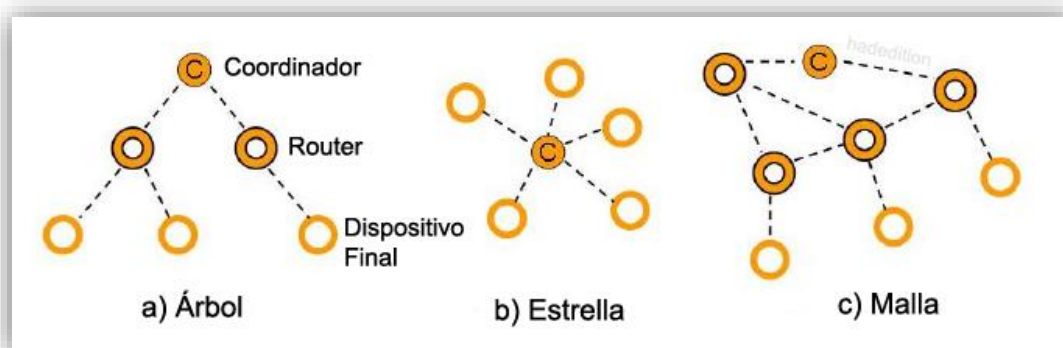 C
Coordinador
Router
Dispositivo
Final
a) Árbol
C
b) Estrella
hadedition
C
c) Malla